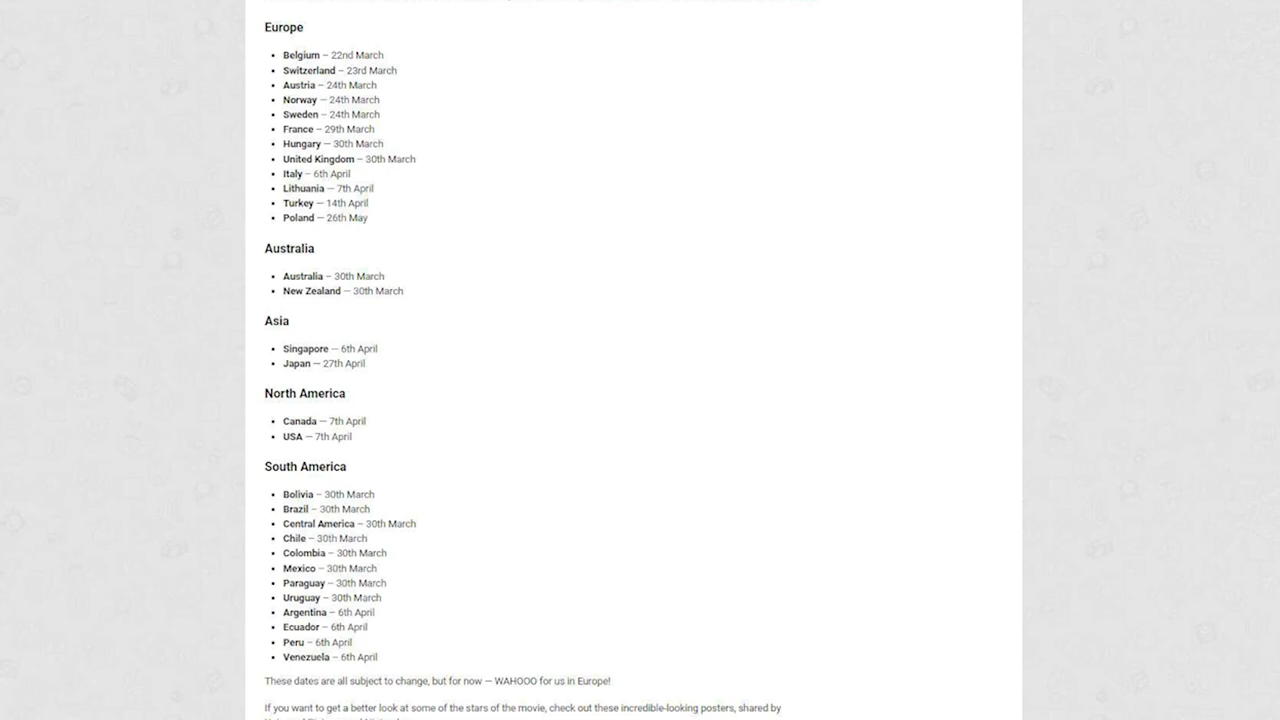 Europe
▪ Belgium – 22nd March
▪ Switzerland – 23rd March
▪ Austria – 24th March
▪ Norway — 24th March
▪ Sweden – 24th March
▪ France – 29th March
▪ Hungary — 30th March
▪ United Kingdom – 30th March
▪ Italy – 6th April
▪ Lithuania — 7th April
▪ Turkey — 14th April
▪ Poland — 26th May
Australia
▪ Australia – 30th March
▪ New Zealand — 30th March
Asia
▪ Singapore — 6th April
▪ Japan — 27th April
North America
▪ Canada — 7th April
▪ USA — 7th April
South America
▪ Bolivia – 30th March
▪ Brazil – 30th March
▪ Central America – 30th March
▪ Chile – 30th March
▪ Colombia – 30th March
▪ Mexico – 30th March
▪ Paraguay – 30th March
▪ Uruguay – 30th March
▪ Argentina – 6th April
▪ Ecuador – 6th April
▪ Peru – 6th April
▪ Venezuela – 6th April
These dates are all subject to change, but for now — WAHOOO for us in Europe!
If you want to get a better look at some of the stars of the movie, check out these incredible-looking posters, shared by